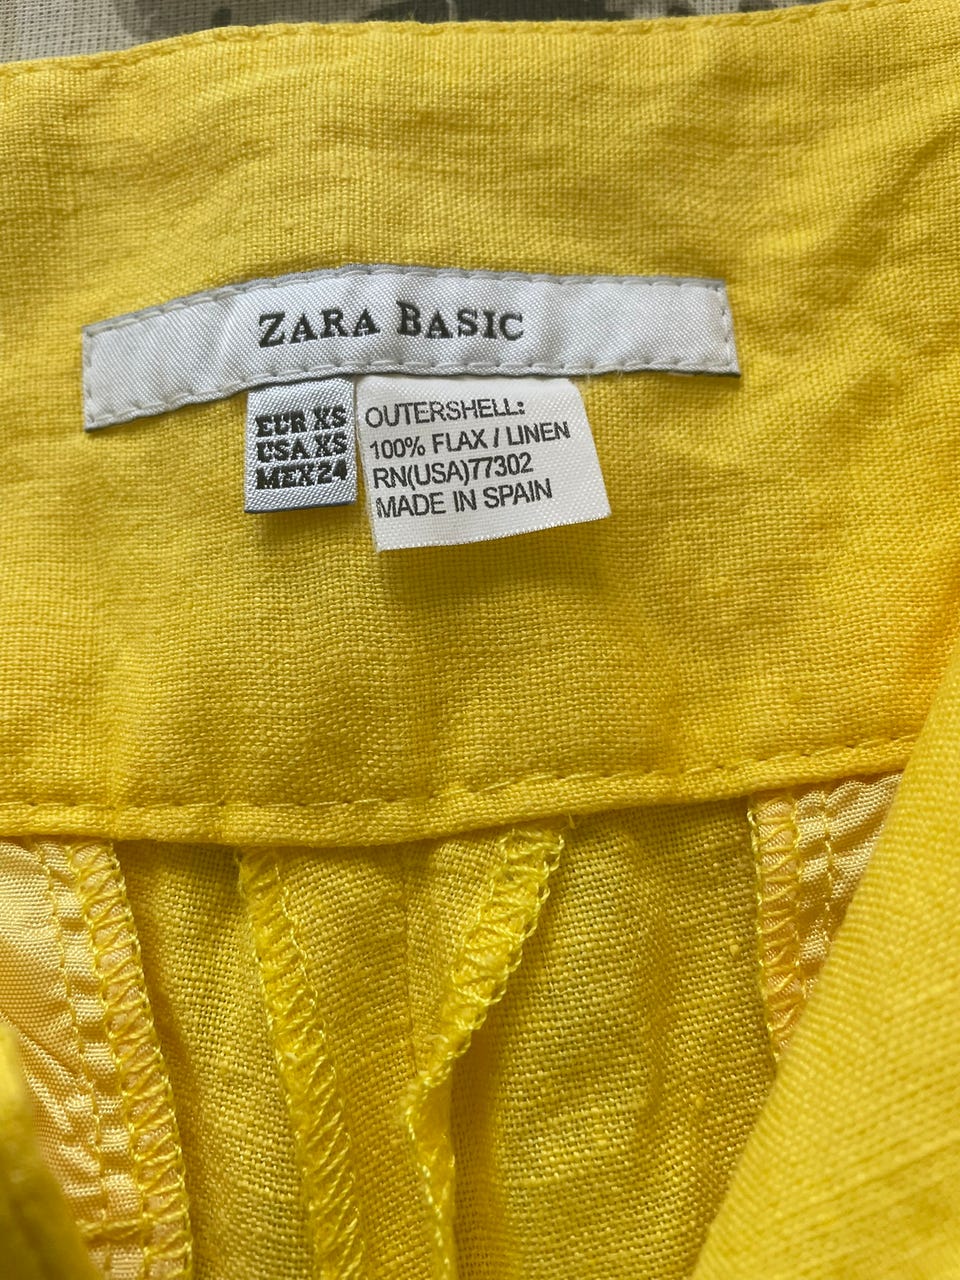 ZARA BASIC
EUR XS
USA XS
MEX 24
OUTERSHELL:
100% FLAX / LINEN
RN(USA)77302
MADE IN SPAIN